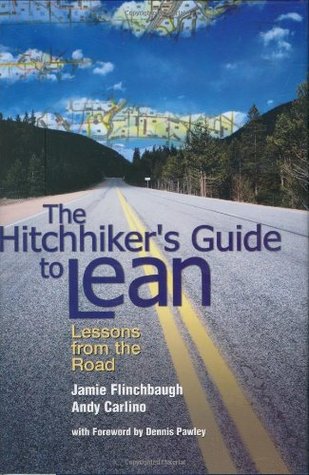 The
Hitchhiker's Guide
to Lean
Lessons
from the
Road
Jamie Flinchbaugh
Andy Carlino
with Foreword by Dennis Pawley